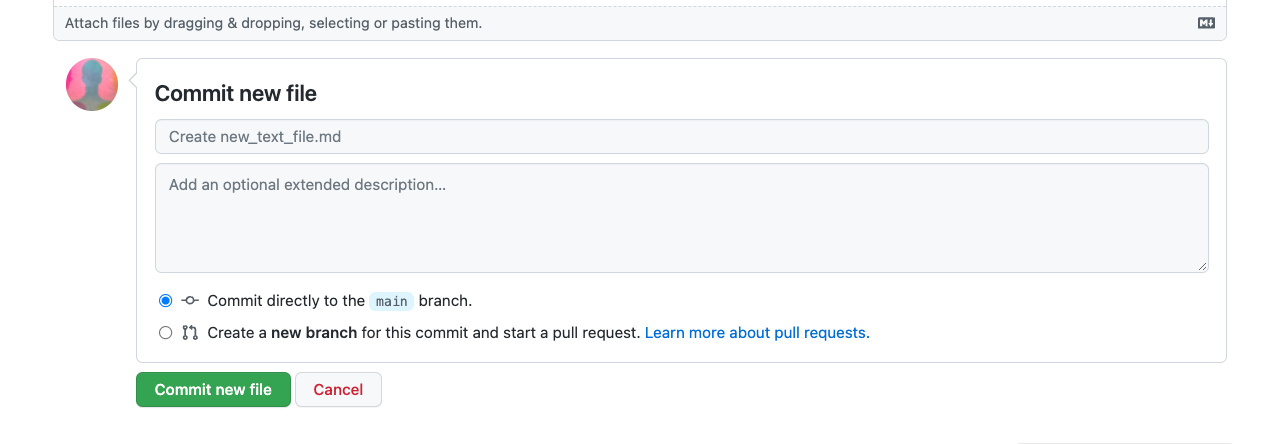 Attach files by dragging & dropping, selecting or pasting them.
Commit new file
Create new_text_file.md
Add an optional extended description...
Commit directly to the main branch.
Create a new branch for this commit and start a pull request. Learn more about pull requests.
Commit new file Cancel